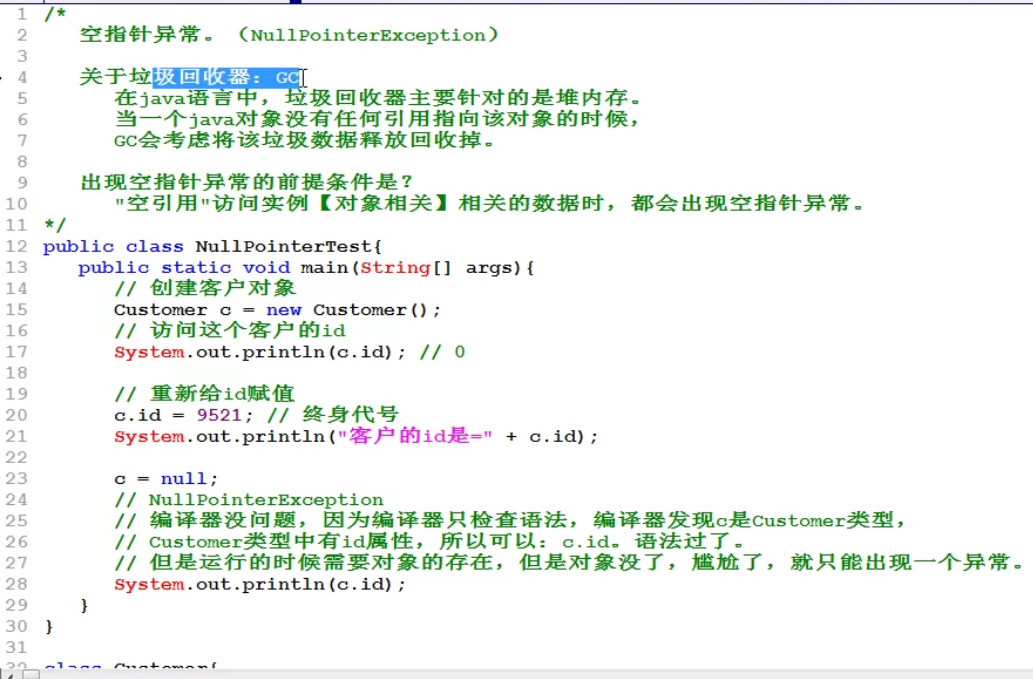 1 /*
2 空指针异常。(NullPointerException)
3
4 关于垃圾回收器:GC
5 在java语言中,垃圾回收器主要针对的是堆内存。
6 当一个java对象没有任何引用指向该对象的时候,
7 GC会考虑将该垃圾数据释放回收掉。
8
9 出现空指针异常的前提条件是?
10 "空引用"访问实例【对象相关】相关的数据时,都会出现空指针异常。
11 */
12 public class NullPointerTest{
13 public static void main(String[] args){
14 // 创建客户对象
15 Customer c = new Customer();
16 // 访问这个客户的id
17 System.out.println(c.id); // 0
18
19 // 重新给id赋值
20 c.id = 9521; // 终身代号
21 System.out.println("客户的id是=" + c.id);
22
23 c = null;
24 // NullPointerException
25 // 编译器没问题,因为编译器只检查语法,编译器发现c是Customer类型,
26 // Customer类型中有id属性,所以可以:c.id。语法过了。
27 // 但是运行的时候需要对象的存在,但是对象没了,尴尬了,就只能出现一个异常。
28 System.out.println(c.id);
29 }
30 }
31
32 class Customer{